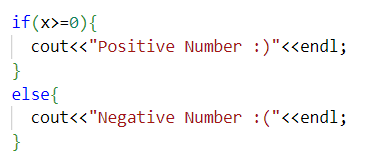 if(x>=0){
  cout<<"Positive Number :)"<<endl;
}
else{
  cout<<"Negative Number :("<<endl;
}